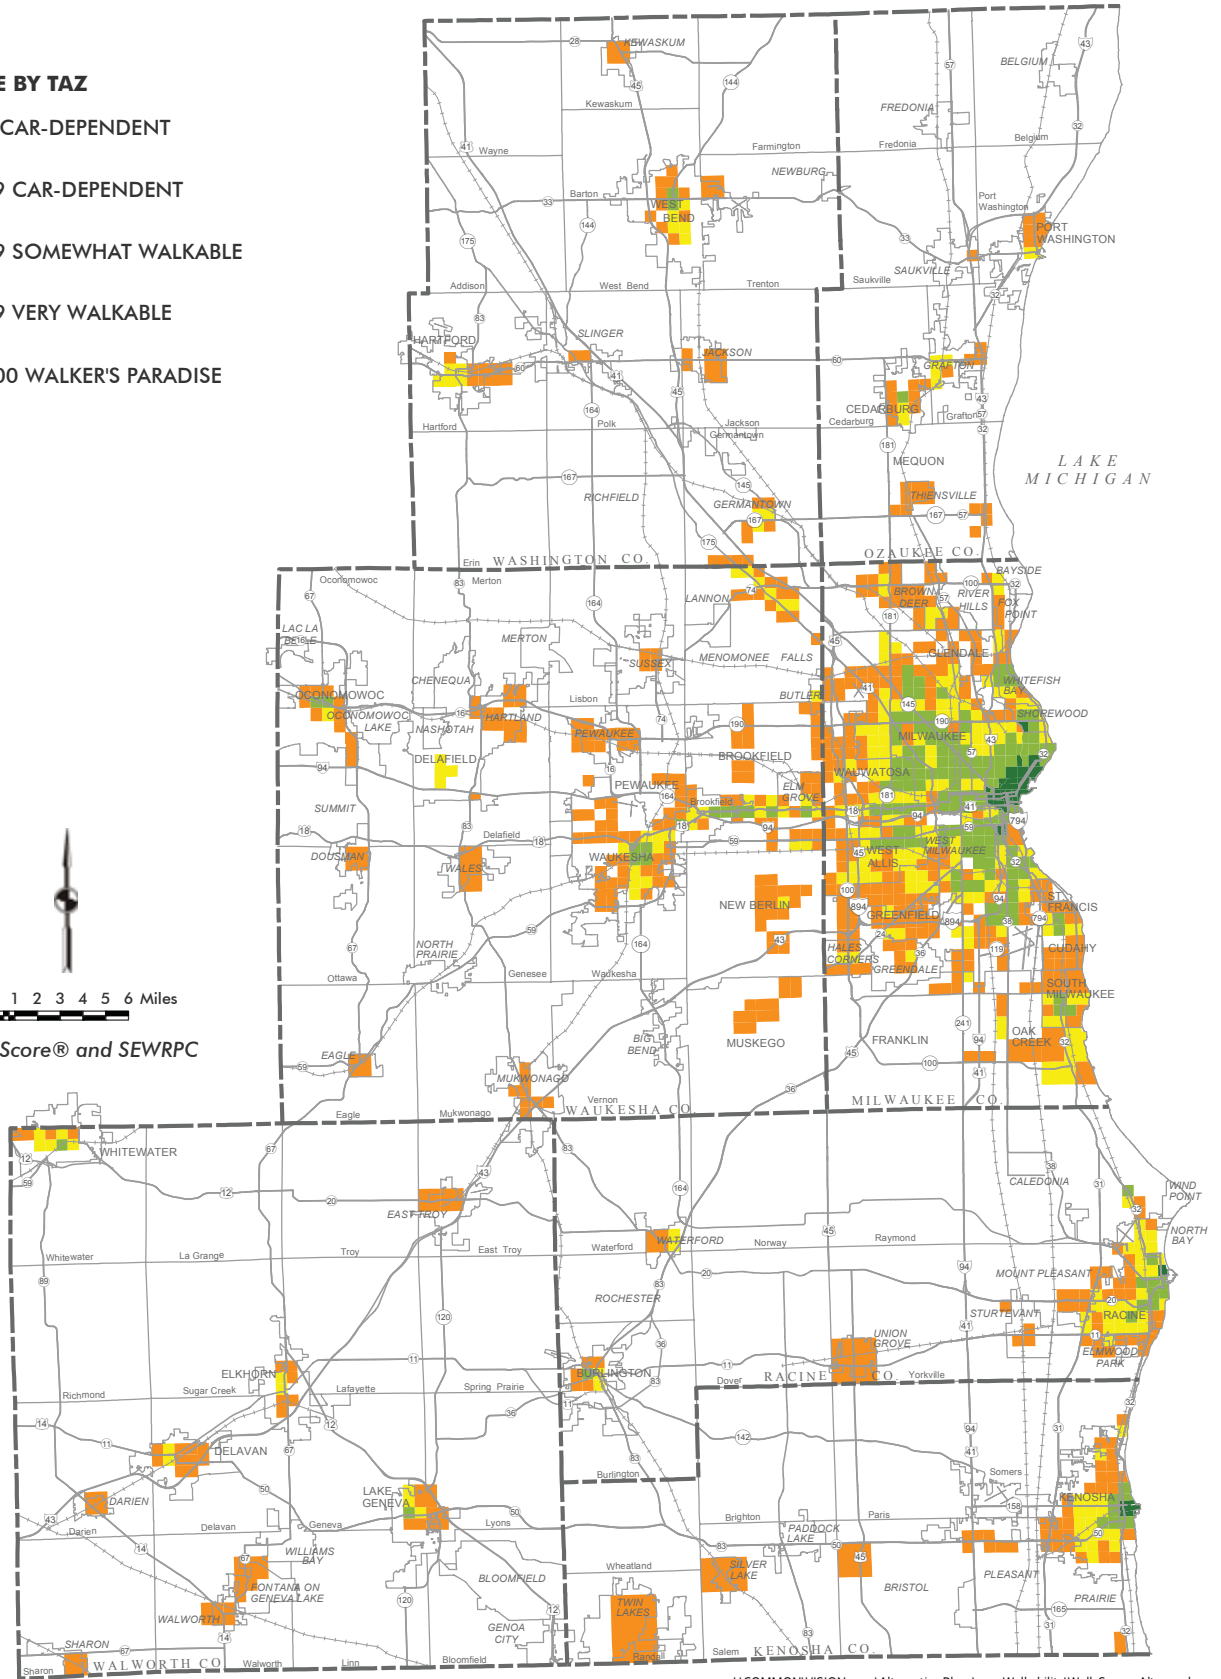 E BY TAZ
CAR-DEPENDENT
9 CAR-DEPENDENT
9 SOMEWHAT WALKABLE
9 VERY WALKABLE
00 WALKER'S PARADISE
1 2 3 4 5 6 Miles
Score® and SEWRPC
KEWASKUM
BELGIUM
Kewaskum
FREDONIA
Wayne
Farmington
Fredonia
Belgium
NEWBURG
Barton
WEST
BEND
Port
Washington
PORT
WASHINGTON
SAUKVILLE
Addison
West Bend
Trenton
Saukville
HARTFORD
SLINGER
JACKSON
GRAFTON
CEDARBURG
Hartford
Polk
Jackson
Germantown
Cedarburg
Grafton
MEQUON
LAKE
MICHIGAN
RICHFIELD
GERMANTOWN
THIENSVILLE
Erin
WASHINGTON CO.
OZAUKEE CO.
Oconomowoc
Merton
LANNON
BAYSIDE
BROWN
DEER
RIVER
HILLS
FOX
POINT
LAC LA
BELLE
MERTON
SUSSEX
MENOMONEE FALLS
GLENDALE
CHENEQUA
OCONOMOWOC
Lisbon
BUTLER
WHITEFISH
BAY
OCONOMOWOC
LAKE
NASHOTAH
HARTLAND
PEWAUKEE
SHOREWOOD
MILWAUKEE
DELAFIELD
BROOKFIELD
WAUWATOSA
PEWAUKEE
ELM
GROVE
Brookfield
SUMMIT
Delafield
DOUSMAN
WALES
WAUKESHA
WEST
MILWAUKEE
WEST
ALLIS
NEW BERLIN
GREENFIELD
ST.
FRANCIS
NORTH
PRAIRIE
HALES
CORNERS
GREENDALE
CUDAHY
Ottawa
Genesee
Waukesha
SOUTH
MILWAUKEE
BIG
BEND
MUSKEGO
FRANKLIN
OAK
CREEK
EAGLE
MUKWONAGO
Eagle
Mukwonago
Vernon
WAUKESHA CO.
MILWAUKEE CO.
WHITEWATER
CALEDONIA
WIND
POINT
EAST TROY
NORTH
BAY
Whitewater
La Grange
Troy
East Troy
Waterford
WATERFORD
Norway
Raymond
MOUNT PLEASANT
ROCHESTER
STURTEVANT
RACINE
UNION
GROVE
ELMWOOD
PARK
ELKHORN
BURLINGTON
Richmond
Sugar Creek
Lafayette
Spring Prairie
Dover
RACINE CO.
Yorkville
DELAVAN
Burlington
Somers
DARIEN
LAKE
GENEVA
KENOSHA
Darien
Delavan
Geneva
Lyons
Brighton
Paris
PADDOCK
LAKE
WILLIAMS
BAY
Wheatland
SILVER
LAKE
BLOOMFIELD
BRISTOL
PLEASANT
PRAIRIE
FONTANA ON
GENEVA LAKE
TWIN
LAKES
WALWORTH
GENOA
CITY
SHARON
Sharon
WALWORTH CO
Walworth
Linn
Bloomfield
Randall
Salem
KENOSHA CO.